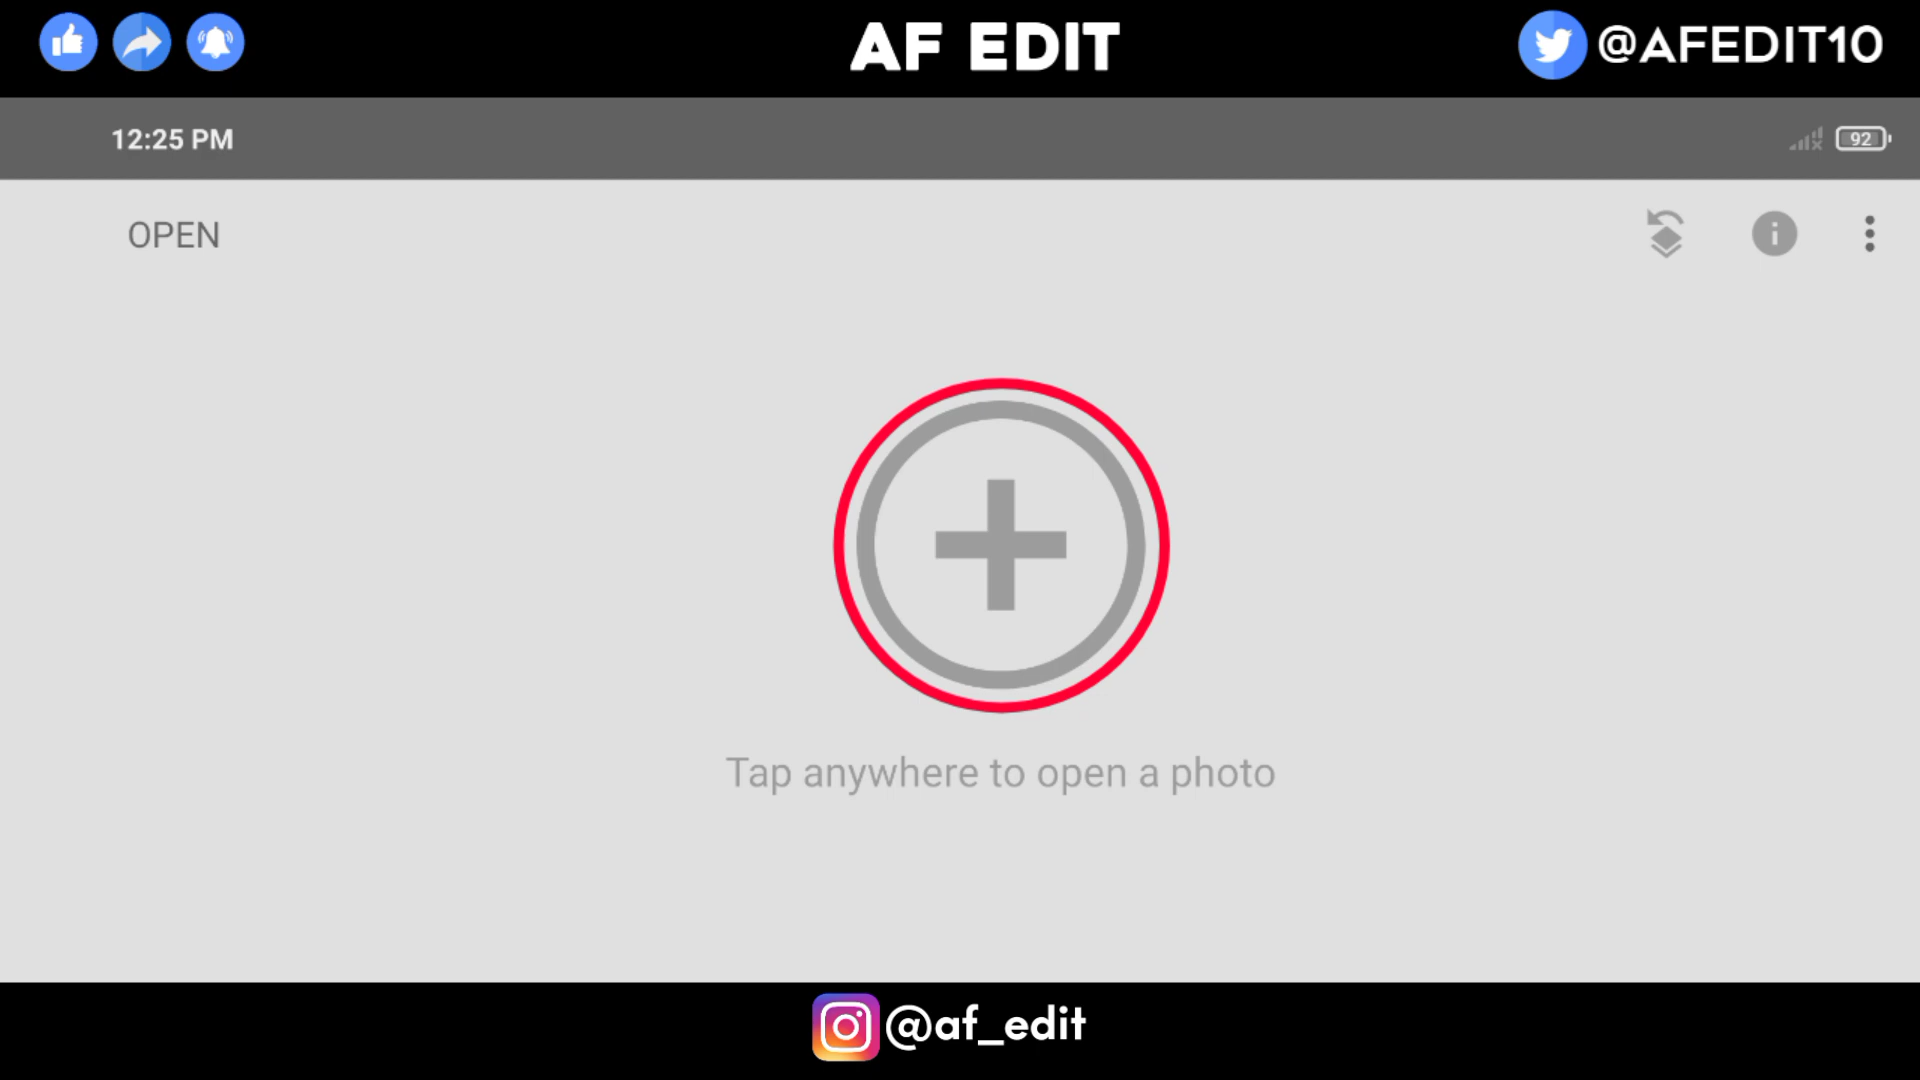 AF EDIT
@AFEDIT10
12:25 PM
92
OPEN
Tap anywhere to open a photo
@af_edit